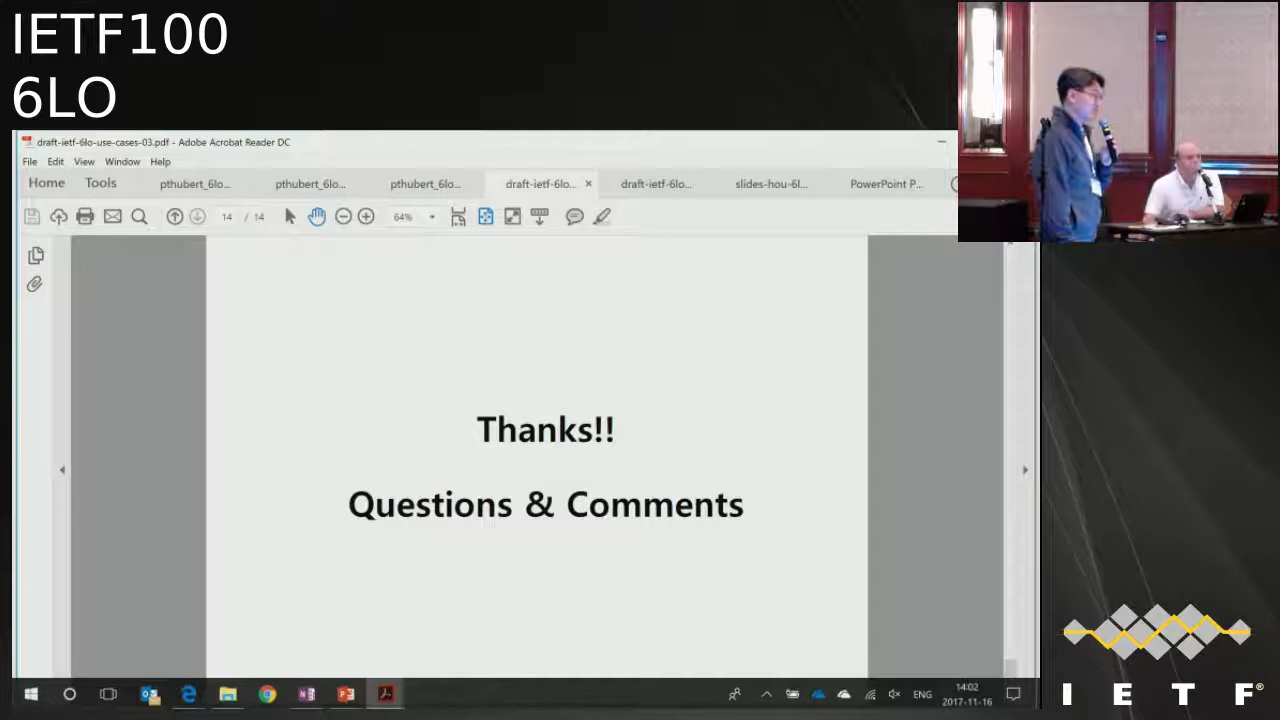 IETF100
6LO
draft-ietf-6lo-use-cases-03.pdf - Adobe Acrobat Reader DC
File Edit View Window Help
Home Tools pthubert_6lo... pthubert_6lo... pthubert_6lo... draft-ietf-6lo... × draft-ietf-6lo... slides-hou-6l... PowerPoint P...
14 / 14 64%
Thanks!!
Questions & Comments
ENG 14:02
2017-11-16
I E T F®